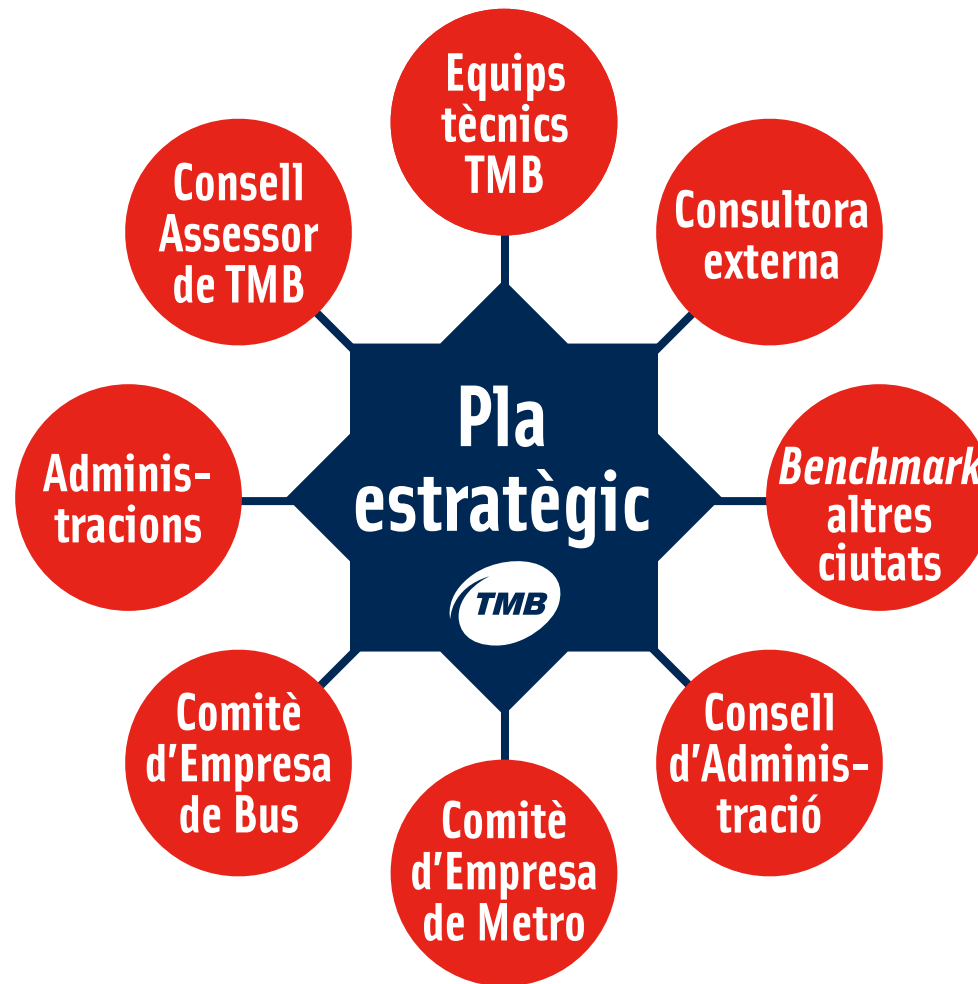 Equips
tècnics
TMB
Consultora
externa
Benchmark
altres
ciutats
Consell
d'Adminis-
tració
Comitè
d'Empresa
de Metro
Comitè
d'Empresa
de Bus
Adminis-
tracions
Consell
Assessor
de TMB
Pla
estratègic
TMB